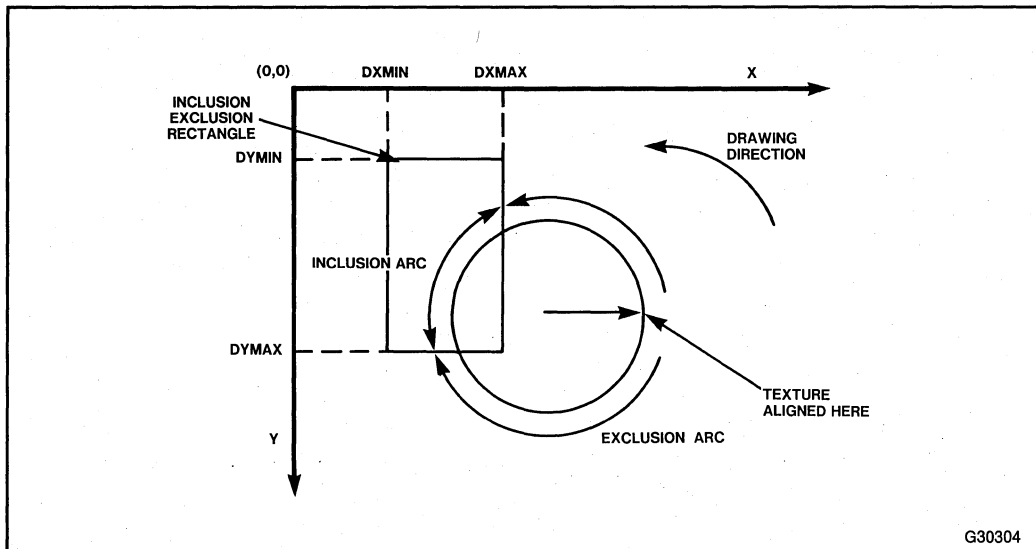 (0,0)
DXMIN
DXMAX
X
INCLUSION
EXCLUSION
RECTANGLE
DYMIN
DRAWING
DIRECTION
INCLUSION ARC
DYMAX
TEXTURE
ALIGNED HERE
Y
EXCLUSION ARC
G30304